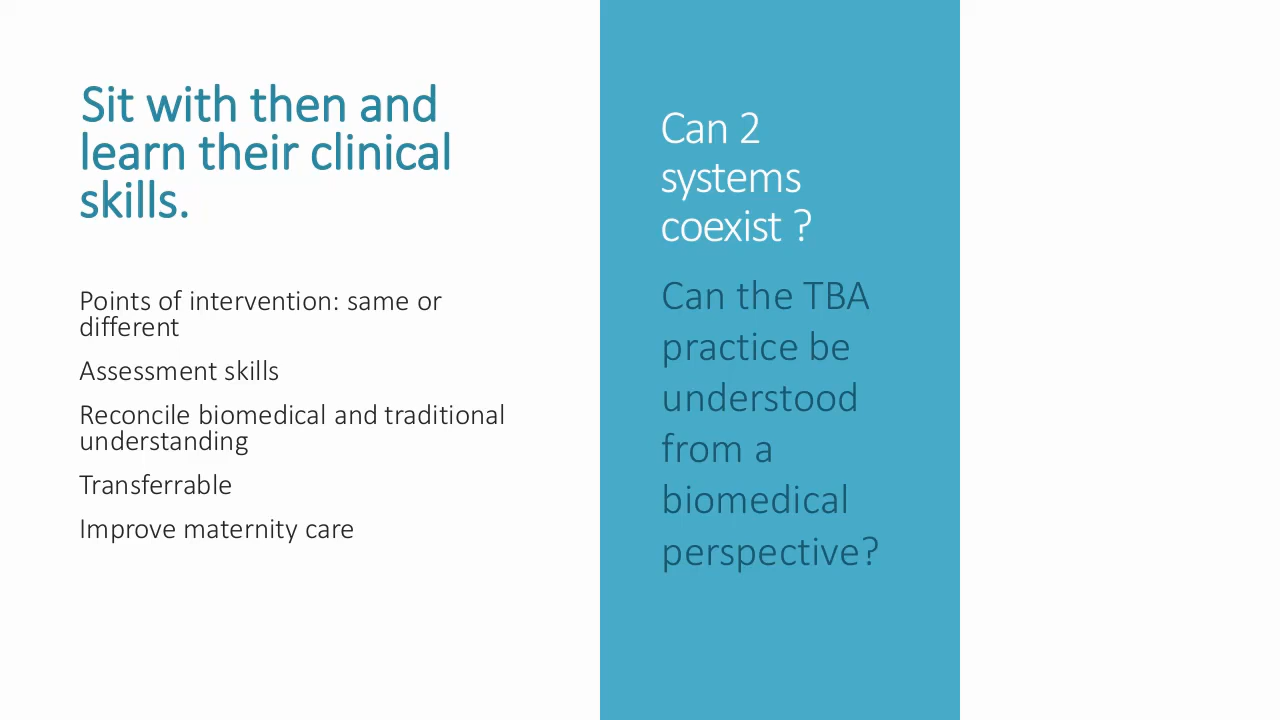 Sit with then and
learn their clinical
skills.
Points of intervention: same or
different
Assessment skills
Reconcile biomedical and traditional
understanding
Transferrable
Improve maternity care
Can 2
systems
coexist ?
Can the TBA
practice be
understood
from a
biomedical
perspective?